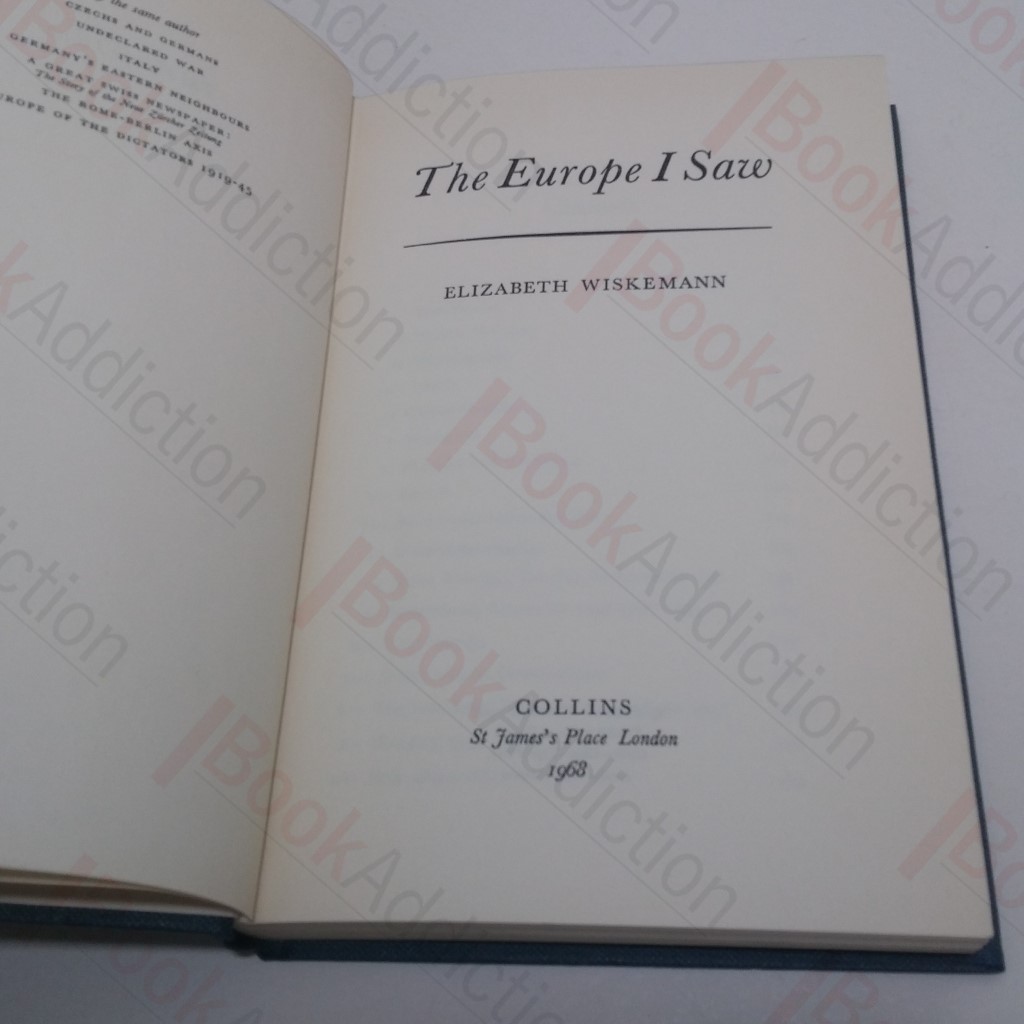 the same author
CZECHS AND GERMANS
UNDECLARED WAR
ITALY
GERMANY'S EASTERN NEIGHBOURS
A GREAT SWISS NEWSPAPER:
The Story of the Neue Zürcher Zeitung
THE ROME-BERLIN AXIS
EUROPE OF THE DICTATORS 1919-45
The Europe I Saw
ELIZABETH WISKEMANN
COLLINS
St James's Place London
1968
BookAddiction